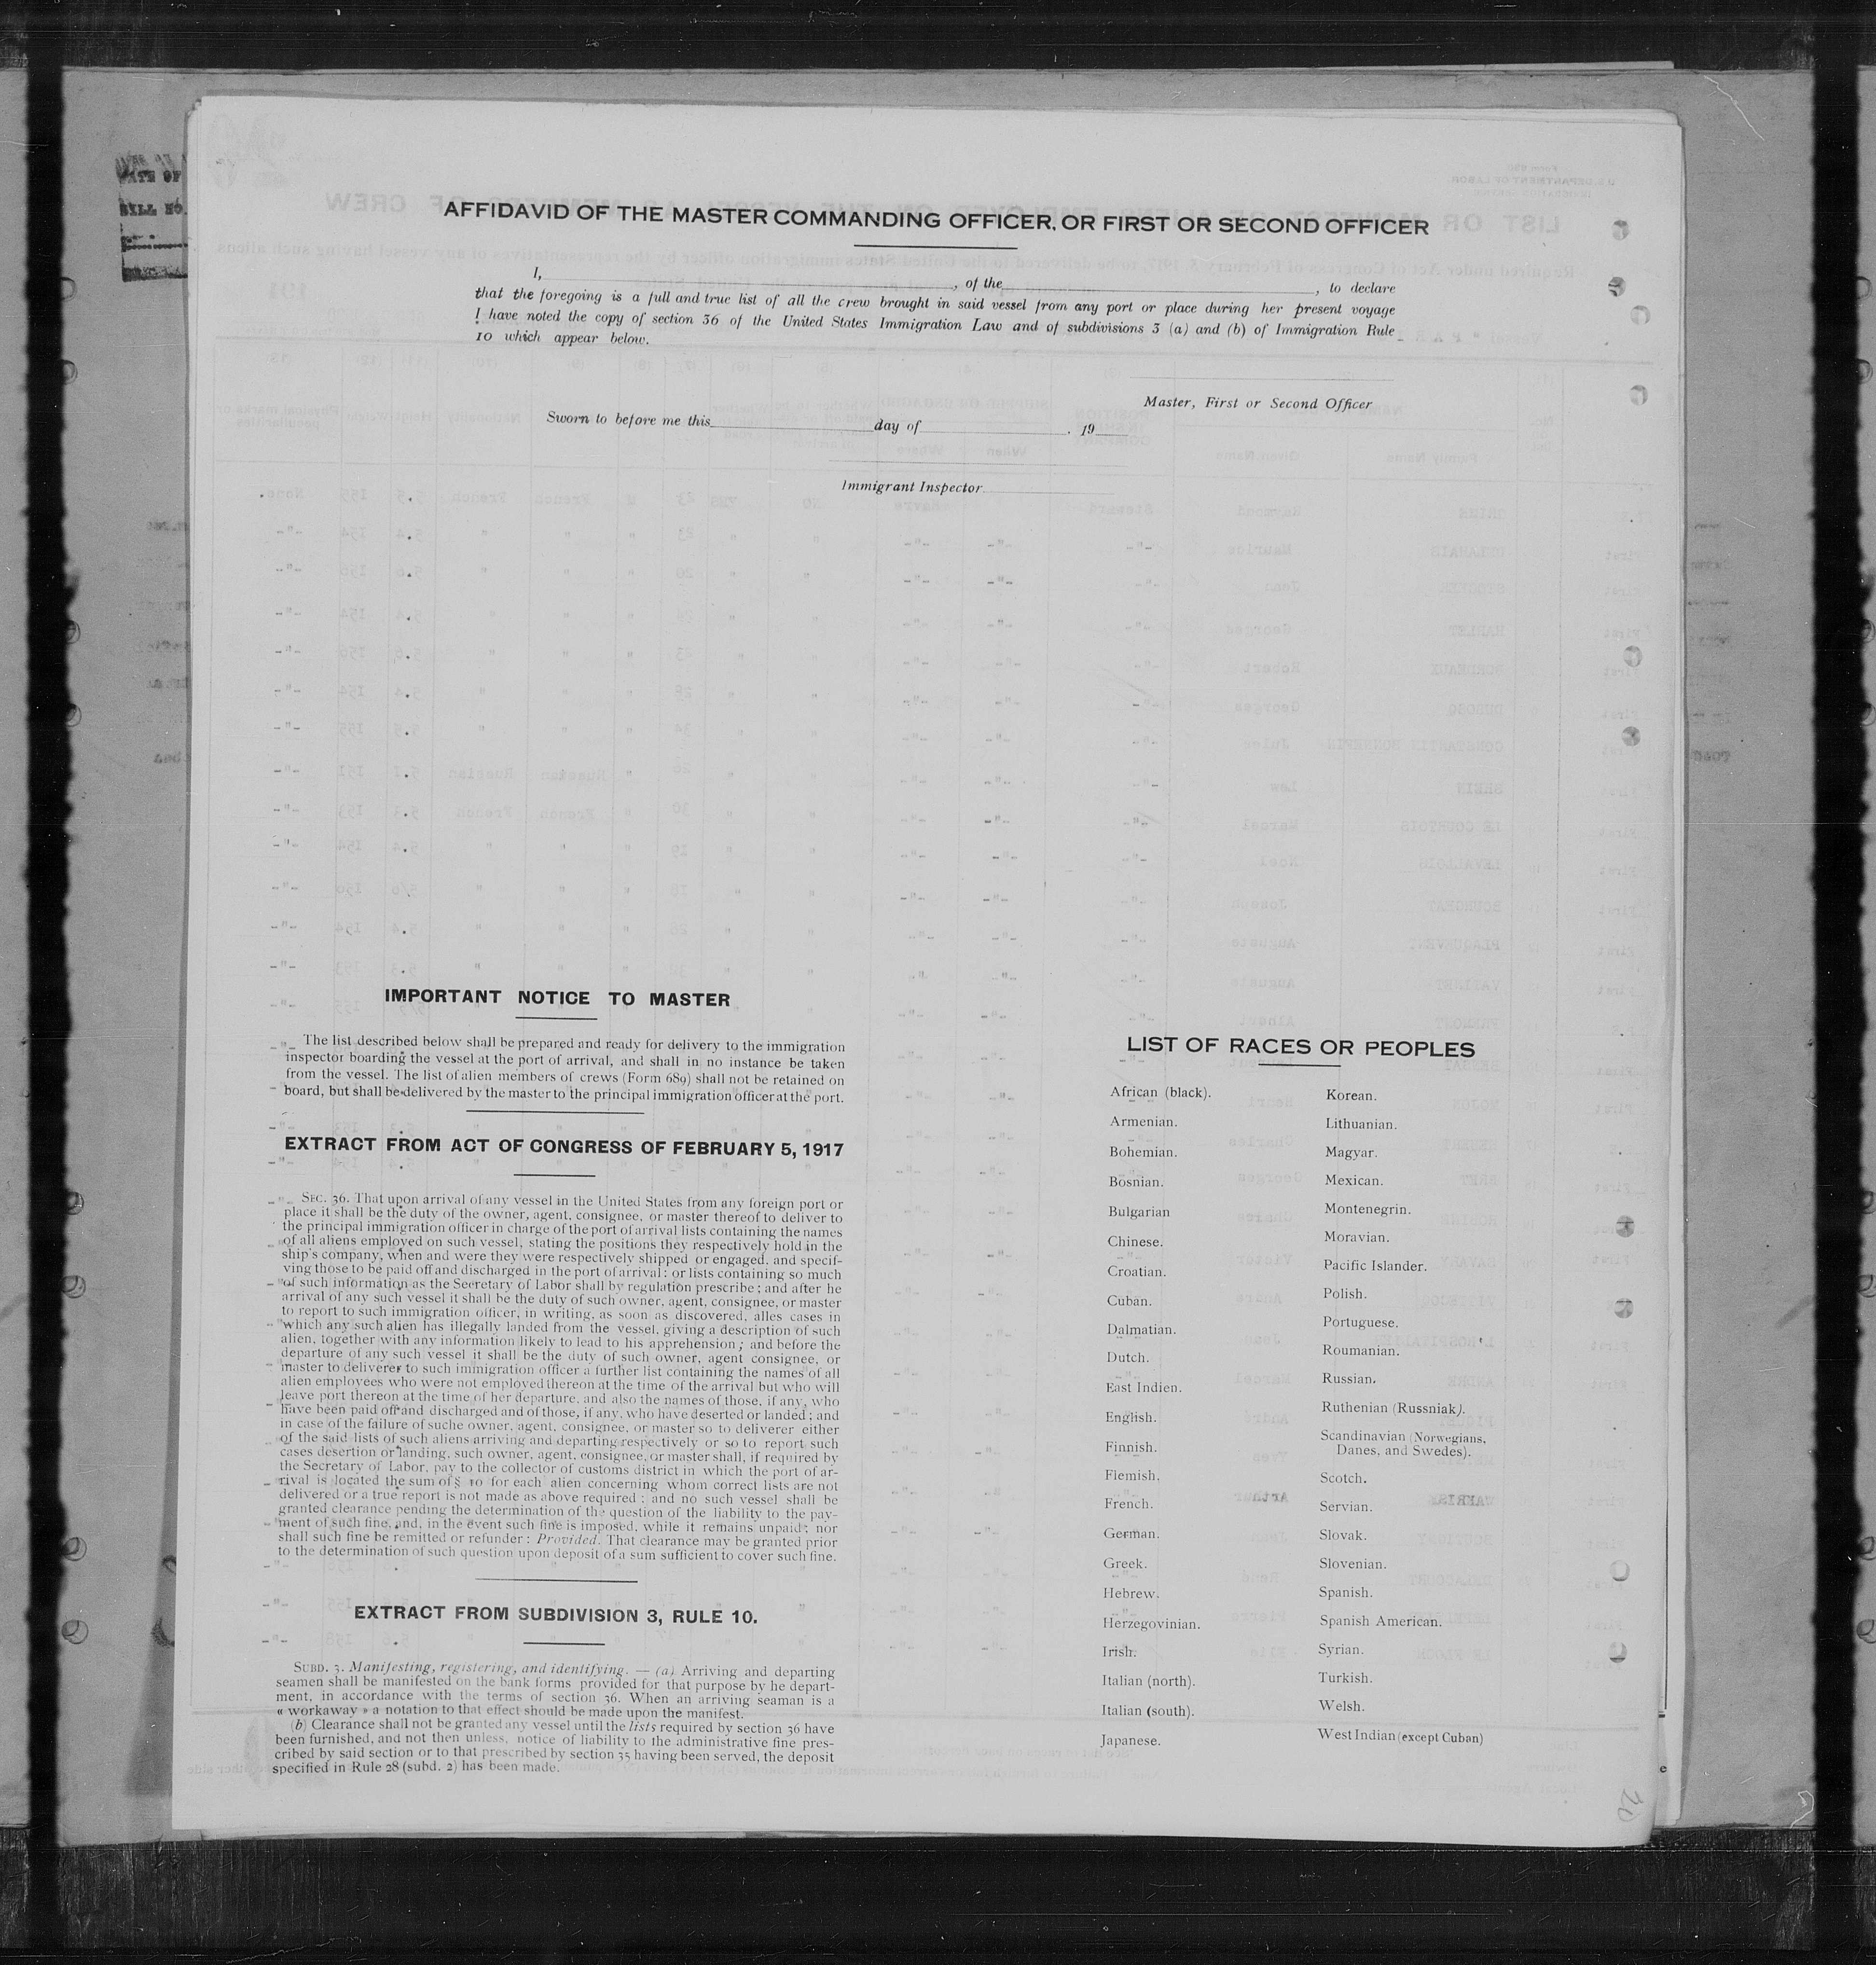 AFFIDAVID OF THE MASTER COMMANDING OFFICER, OR FIRST OR SECOND OFFICER
I, , of the , to declare
that the foregoing is a full and true list of all the crew brought in said vessel from any port or place during her present voyage
I have noted the copy of section 36 of the United States Immigration Law and of subdivisions 3 (a) and (b) of Immigration Rule
10 which appear below.
Master, First or Second Officer
Sworn to before me this day of , 19
Immigrant Inspector
IMPORTANT NOTICE TO MASTER
The list described below shall be prepared and ready for delivery to the immigration
inspector boarding the vessel at the port of arrival, and shall in no instance be taken
from the vessel. The list of alien members of crews (Form 689) shall not be retained on
board, but shall be delivered by the master to the principal immigration officer at the port.
EXTRACT FROM ACT OF CONGRESS OF FEBRUARY 5, 1917
SEC. 36. That upon arrival of any vessel in the United States from any foreign port or
place it shall be the duty of the owner, agent, consignee, or master thereof to deliver to
the principal immigration officer in charge of the port of arrival lists containing the names
of all aliens employed on such vessel, stating the positions they respectively hold in the
ship's company, when and were they were respectively shipped or engaged. and specif-
ving those to be paid off and discharged in the port of arrival: or lists containing so much
of such information as the Secretary of Labor shall by regulation prescribe; and after he
arrival of any such vessel it shall be the duty of such owner, agent, consignee, or master
to report to such immigration officer, in writing, as soon as discovered, alles cases in
which any such alien has illegally landed from the vessel, giving a description of such
alien, together with any information likely to lead to his apprehension; and before the
departure of any such vessel it shall be the duty of such owner, agent consignee, or
master to deliverer to such immigration officer a further list containing the names of all
alien employees who were not employed thereon at the time of the arrival but who will
leave port thereon at the time of her departure, and also the names of those, if any, who
have been paid off and discharged and of those, if any, who have deserted or landed; and
in case of the failure of suche owner, agent, consignee, or master so to deliverer either
of the said lists of such aliens arriving and departing respectively or so to report such
cases desertion or landing, such owner, agent, consignee, or master shall, if required by
the Secretary of Labor, pay to the collector of customs district in which the port of ar-
rival is located the sum of $ 10 for each alien concerning whom correct lists are not
delivered or a true report is not made as above required; and no such vessel shall be
granted clearance pending the determination of the question of the liability to the pay-
ment of such fine, and, in the event such fine is imposed, while it remains unpaid; nor
shall such fine be remitted or refunder: Provided. That clearance may be granted prior
to the determination of such question upon deposit of a sum sufficient to cover such fine.
EXTRACT FROM SUBDIVISION 3, RULE 10.
SUBD. 3. Manifesting, registering, and identifying. — (a) Arriving and departing
seamen shall be manifested on the bank forms provided for that purpose by he depart-
ment, in accordance with the terms of section 36. When an arriving seaman is a
« workaway » a notation to that effect should be made upon the manifest.
(b) Clearance shall not be granted any vessel until the lists required by section 36 have
been furnished, and not then unless, notice of liability to the administrative fine pres-
cribed by said section or to that prescribed by section 35 having been served, the deposit
specified in Rule 28 (subd. 2) has been made.
LIST OF RACES OR PEOPLES
African (black).
Armenian.
Bohemian.
Bosnian.
Bulgarian
Chinese.
Croatian.
Cuban.
Dalmatian.
Dutch.
East Indien.
English.
Finnish.
Flemish.
French.
German.
Greek.
Hebrew.
Herzegovinian.
Irish.
Italian (north).
Italian (south).
Japanese.
Korean.
Lithuanian.
Magyar.
Mexican.
Montenegrin.
Moravian.
Pacific Islander.
Polish.
Portuguese.
Roumanian.
Russian.
Ruthenian (Russniak).
Scandinavian (Norwegians,
Danes, and Swedes).
Scotch.
Servian.
Slovak.
Slovenian.
Spanish.
Spanish American.
Syrian.
Turkish.
Welsh.
West Indian (except Cuban)
20